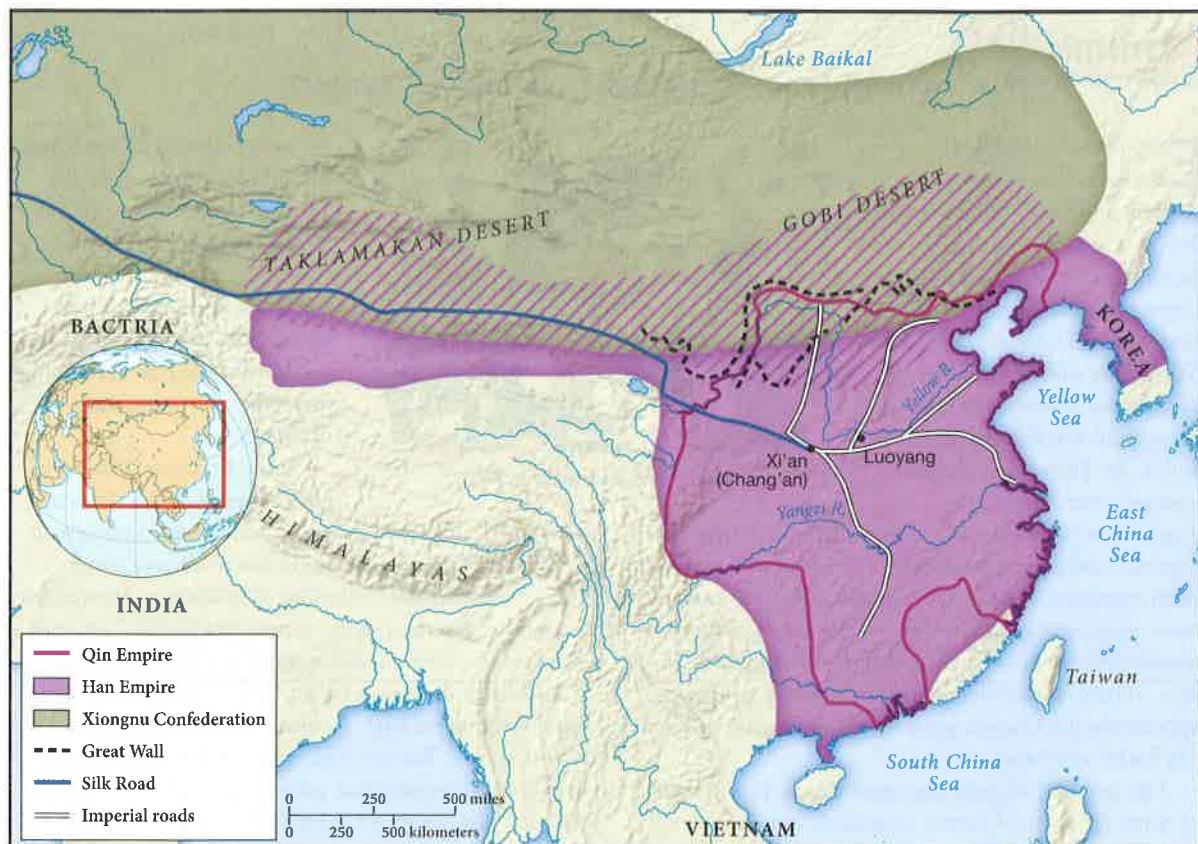 Lake Baikal
GOBI DESERT
TAKLAMAKAN DESERT
BACTRIA
KOREA
Yellow R.
Yellow
Sea
Xi'an
(Chang'an)
Luoyang
Yangzi R.
East
China
Sea
HIMALAYAS
INDIA
Qin Empire
Han Empire
Xiongnu Confederation
Great Wall
Silk Road
Imperial roads
Taiwan
South China
Sea
0 250 500 miles
0 250 500 kilometers
VIETNAM